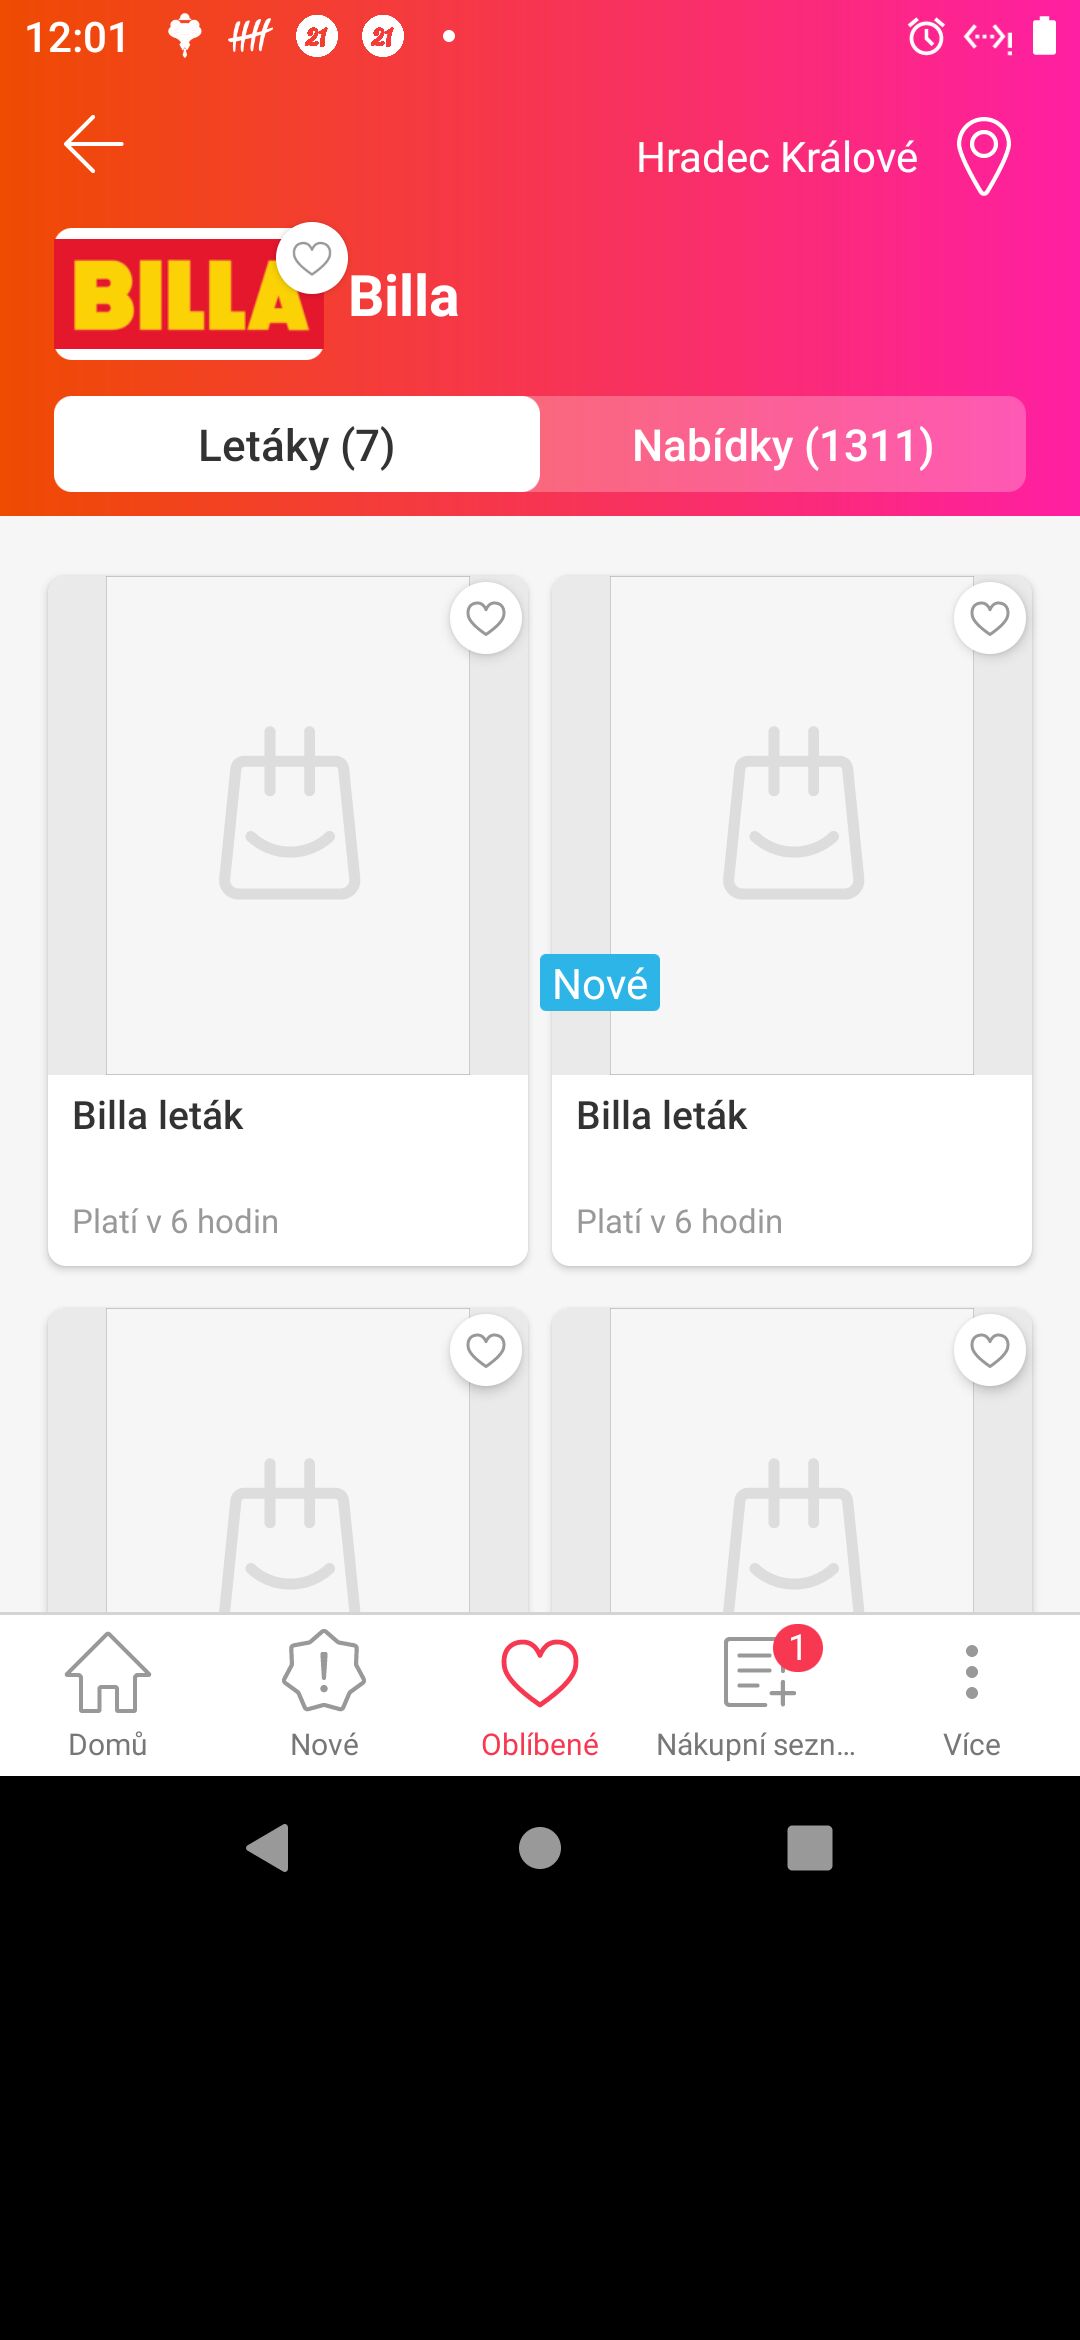 12:01
21 21
Hradec Králové
BILLA
Billa
Letáky (7)
Nabídky (1311)
Nové
Billa leták
Billa leták
Platí v 6 hodin
Platí v 6 hodin
1
Domů
Nové
Oblíbené
Nákupní sezn...
Více